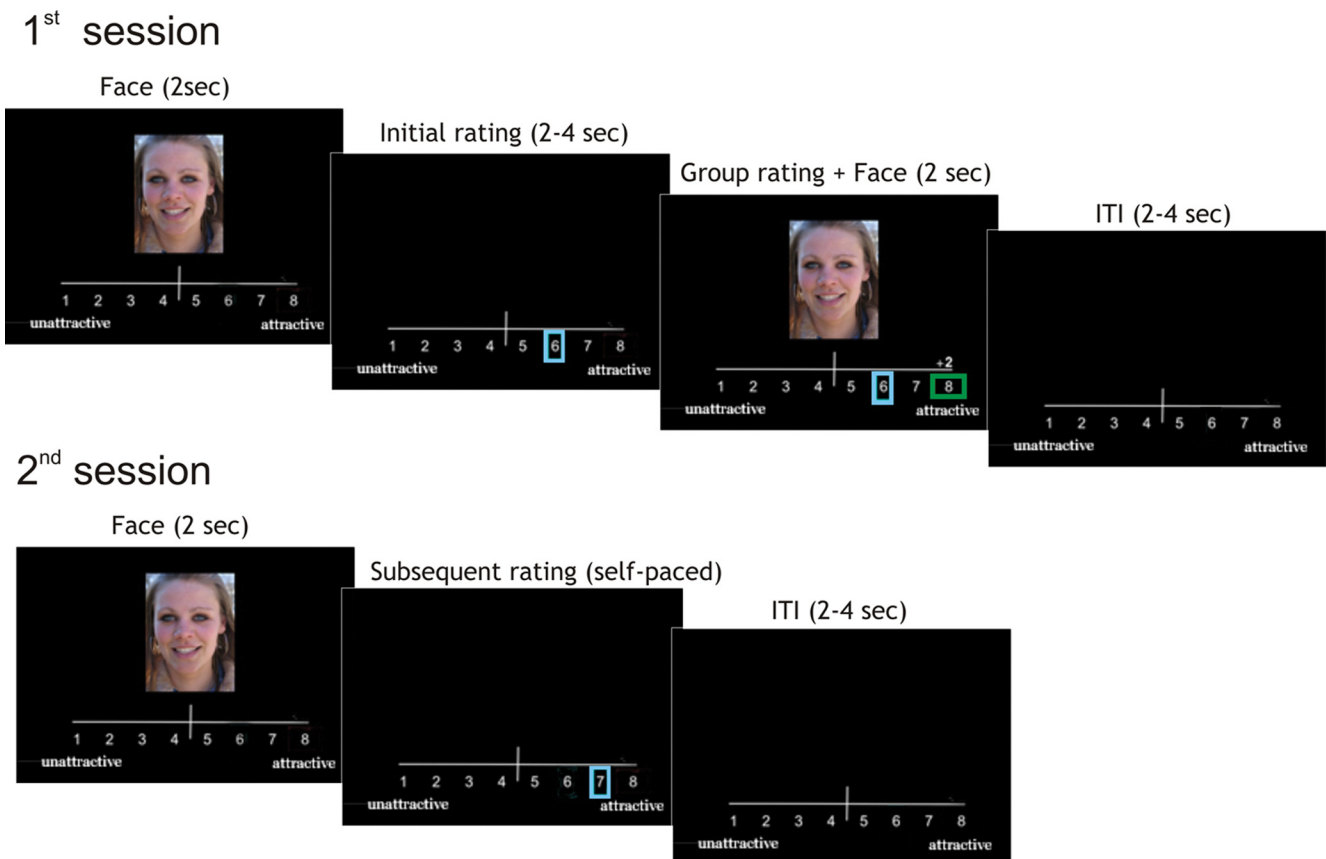 1st session
Face (2sec)
1 2 3 4 5 6 7 8
unattractive attractive
Initial rating (2-4 sec)
1 2 3 4 5 6 7 8
unattractive attractive
Group rating + Face (2 sec)
+2
1 2 3 4 5 6 7 8
unattractive attractive
ITI (2-4 sec)
1 2 3 4 5 6 7 8
unattractive attractive
2nd session
Face (2 sec)
1 2 3 4 5 6 7 8
unattractive attractive
Subsequent rating (self-paced)
1 2 3 4 5 6 7 8
unattractive attractive
ITI (2-4 sec)
1 2 3 4 5 6 7 8
unattractive attractive